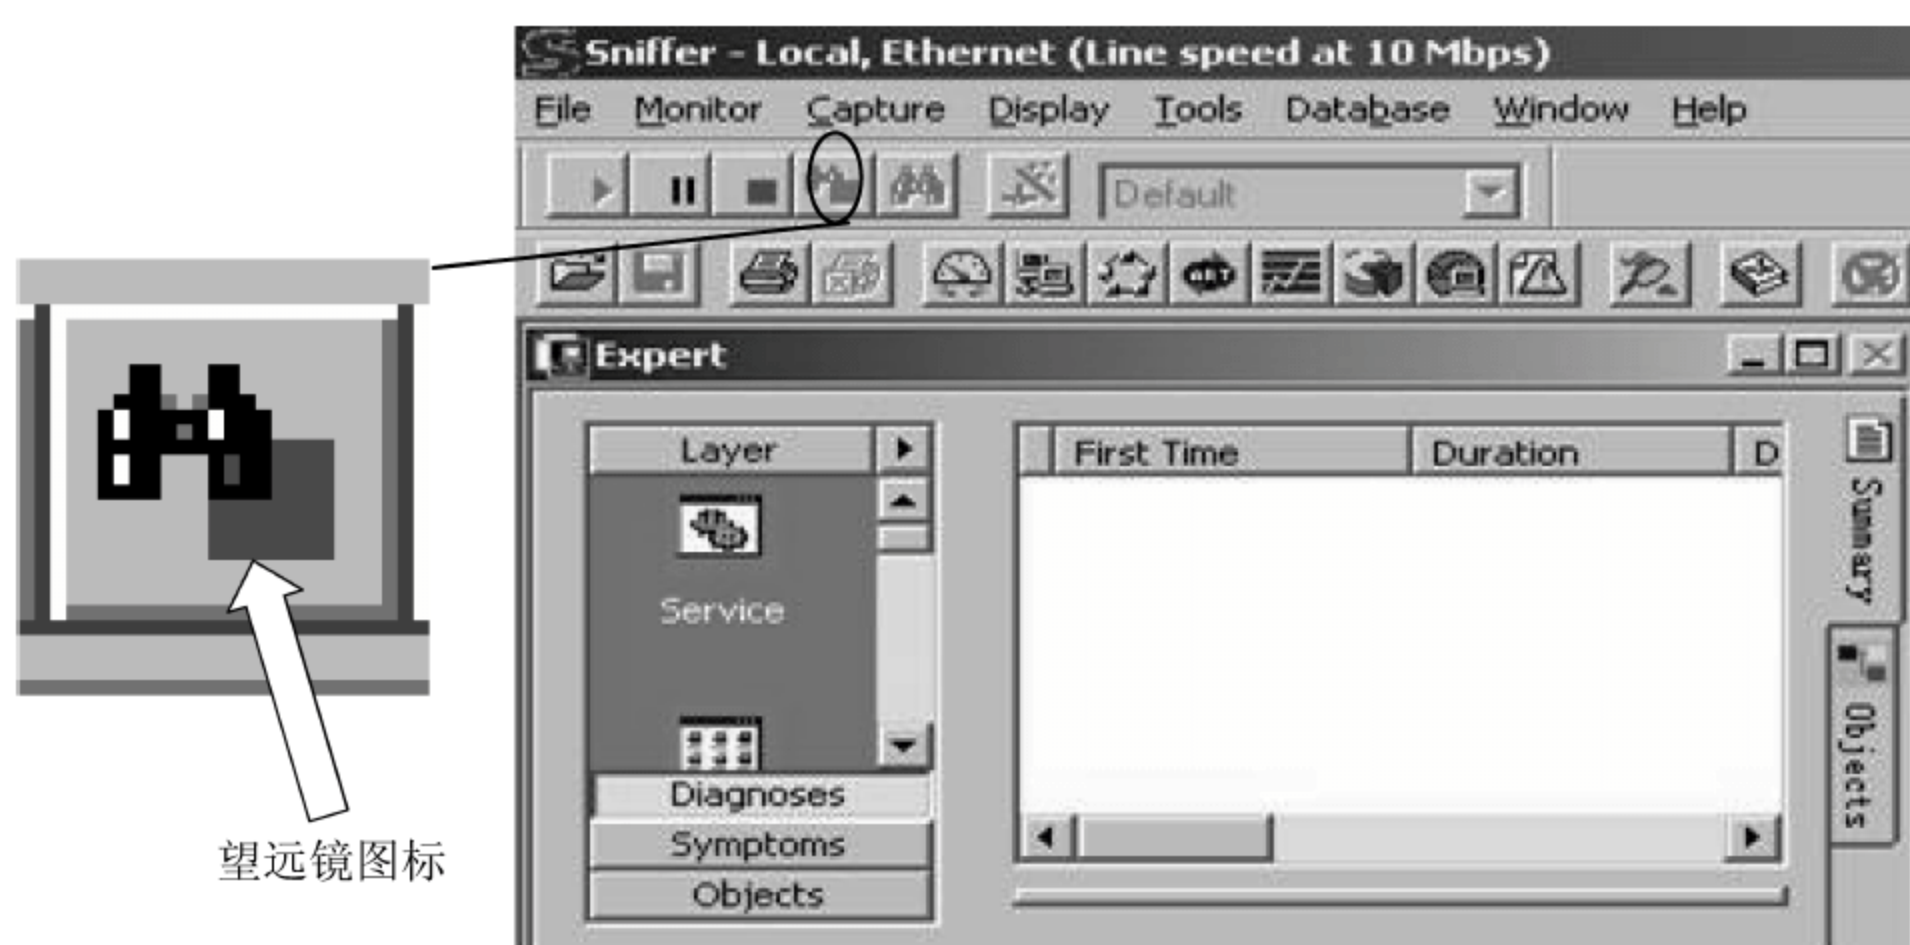 Sniffer - Local, Ethernet (Line speed at 10 Mbps)
File Monitor Capture Display Tools Database Window Help
Default
Expert
Layer
First Time Duration D
Service
Diagnoses
Symptoms
Objects
Summary
Objects
望远镜图标